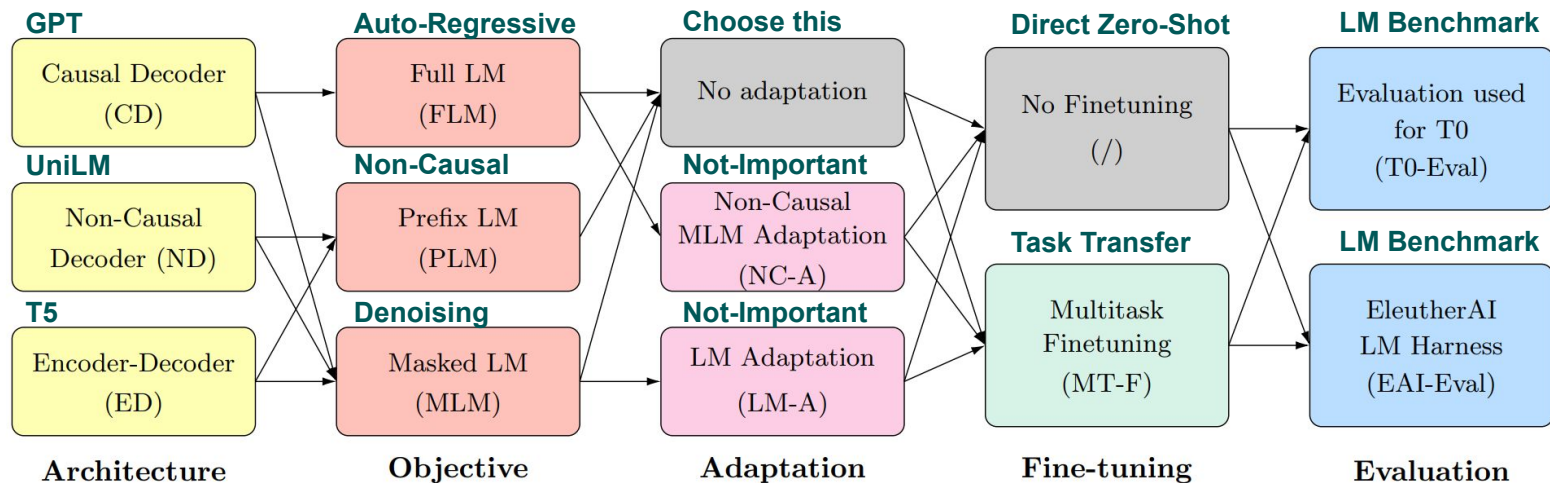 GPT
Auto-Regressive
Choose this
Direct Zero-Shot
LM Benchmark
Causal Decoder
(CD)
Full LM
(FLM)
No adaptation
No Finetuning
(/)
Evaluation used
for T0
(T0-Eval)
UniLM
Non-Causal
Not-Important
Non-Causal
Decoder (ND)
Prefix LM
(PLM)
Non-Causal
MLM Adaptation
(NC-A)
Task Transfer
LM Benchmark
T5
Denoising
Not-Important
Encoder-Decoder
(ED)
Masked LM
(MLM)
LM Adaptation
(LM-A)
Multitask
Finetuning
(MT-F)
EleutherAI
LM Harness
(EAI-Eval)
Architecture
Objective
Adaptation
Fine-tuning
Evaluation